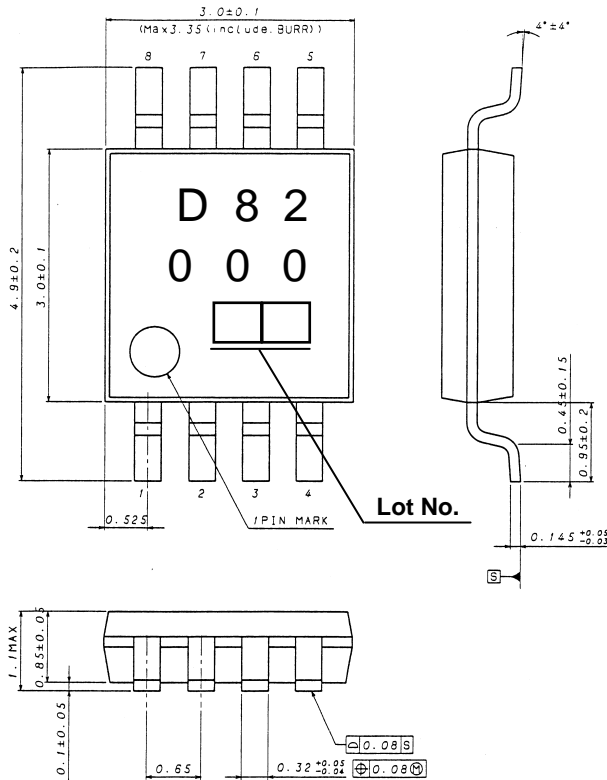 3.0±0.1
(Max3.35(include.BURR))
4°±4°
8 7 6 5
4.9±0.2
3.0±0.1
D 8 2
0 0 0
0.45±0.15
0.95±0.2
1 2 3 4
0.525
1PIN MARK
Lot No.
0.145 +0.05 -0.03
S
1.1MAX
0.85±0.05
0.1±0.05
0.65
0.32 +0.05 -0.04
0.08 S
⌖ 0.08 Ⓜ